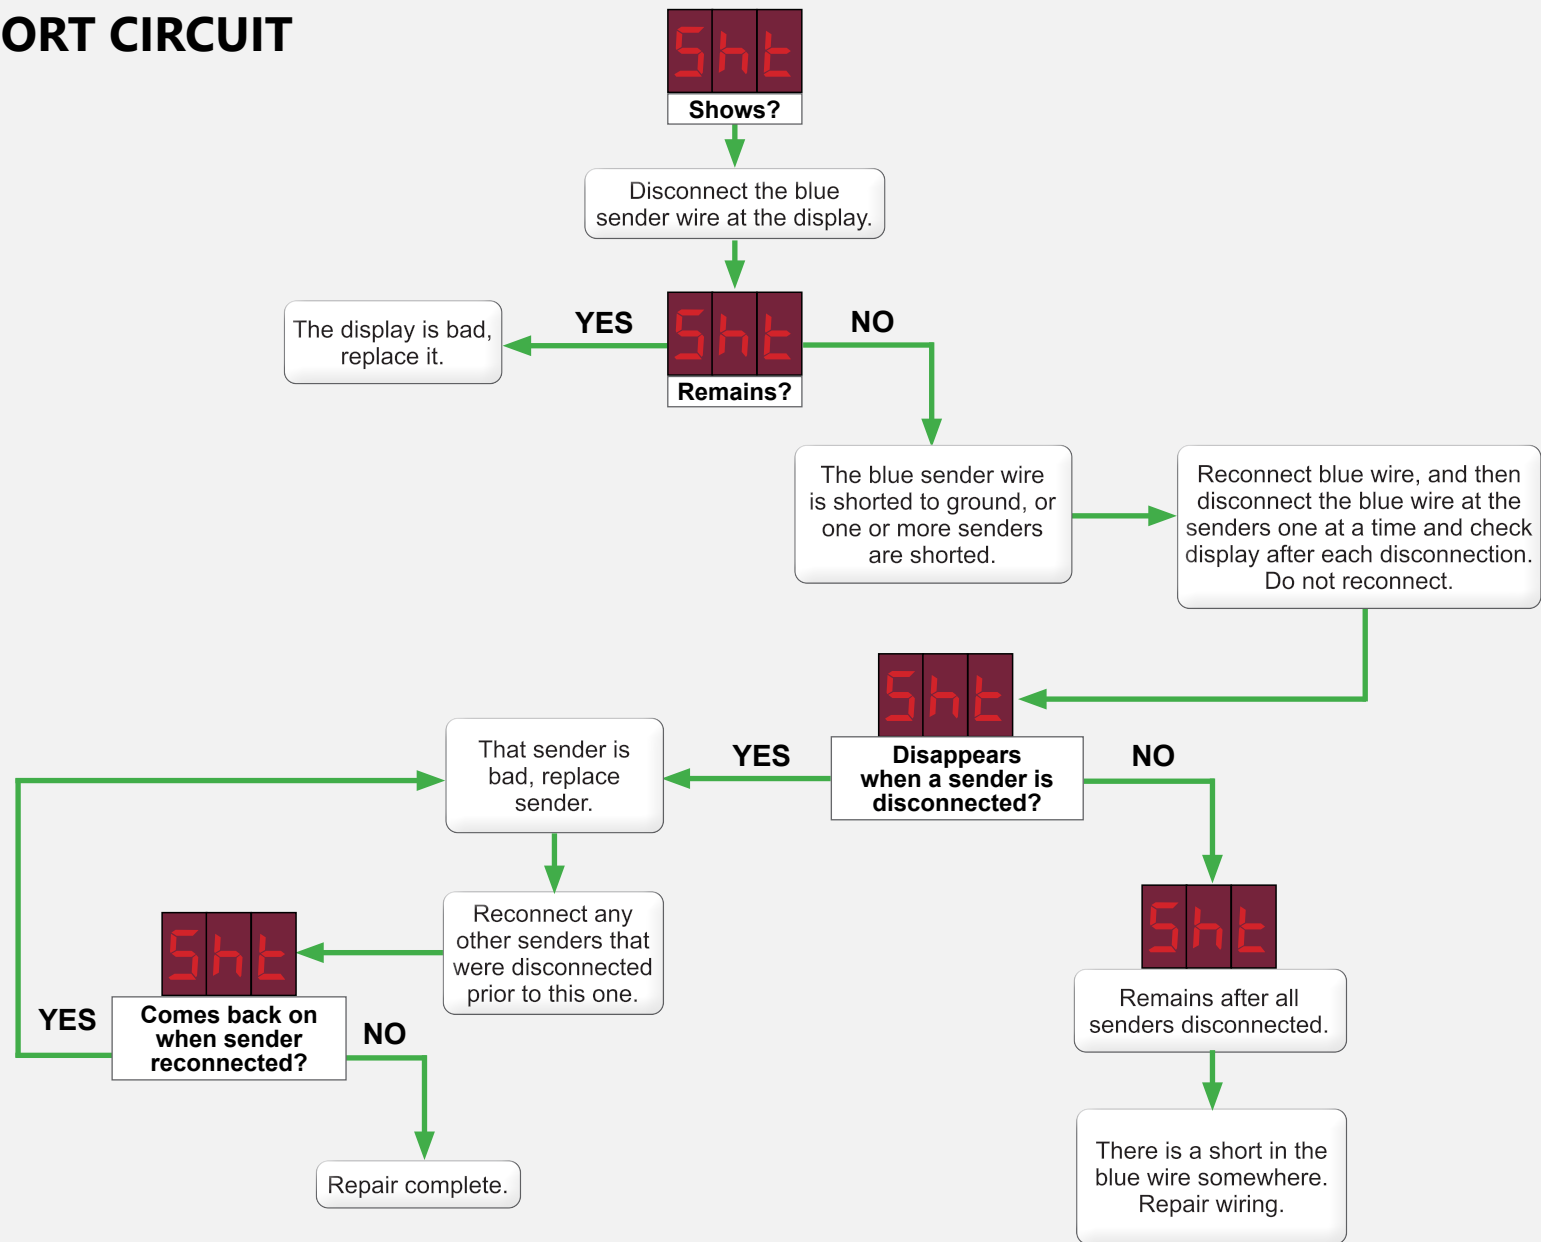 ORT CIRCUIT
Sht
Shows?
Disconnect the blue
sender wire at the display.
Sht
Remains?
YES
NO
The display is bad,
replace it.
The blue sender wire
is shorted to ground, or
one or more senders
are shorted.
Reconnect blue wire, and then
disconnect the blue wire at the
senders one at a time and check
display after each disconnection.
Do not reconnect.
Sht
Disappears
when a sender is
disconnected?
YES
NO
That sender is
bad, replace
sender.
Reconnect any
other senders that
were disconnected
prior to this one.
Sht
Comes back on
when sender
reconnected?
YES
NO
Repair complete.
Sht
Remains after all
senders disconnected.
There is a short in the
blue wire somewhere.
Repair wiring.